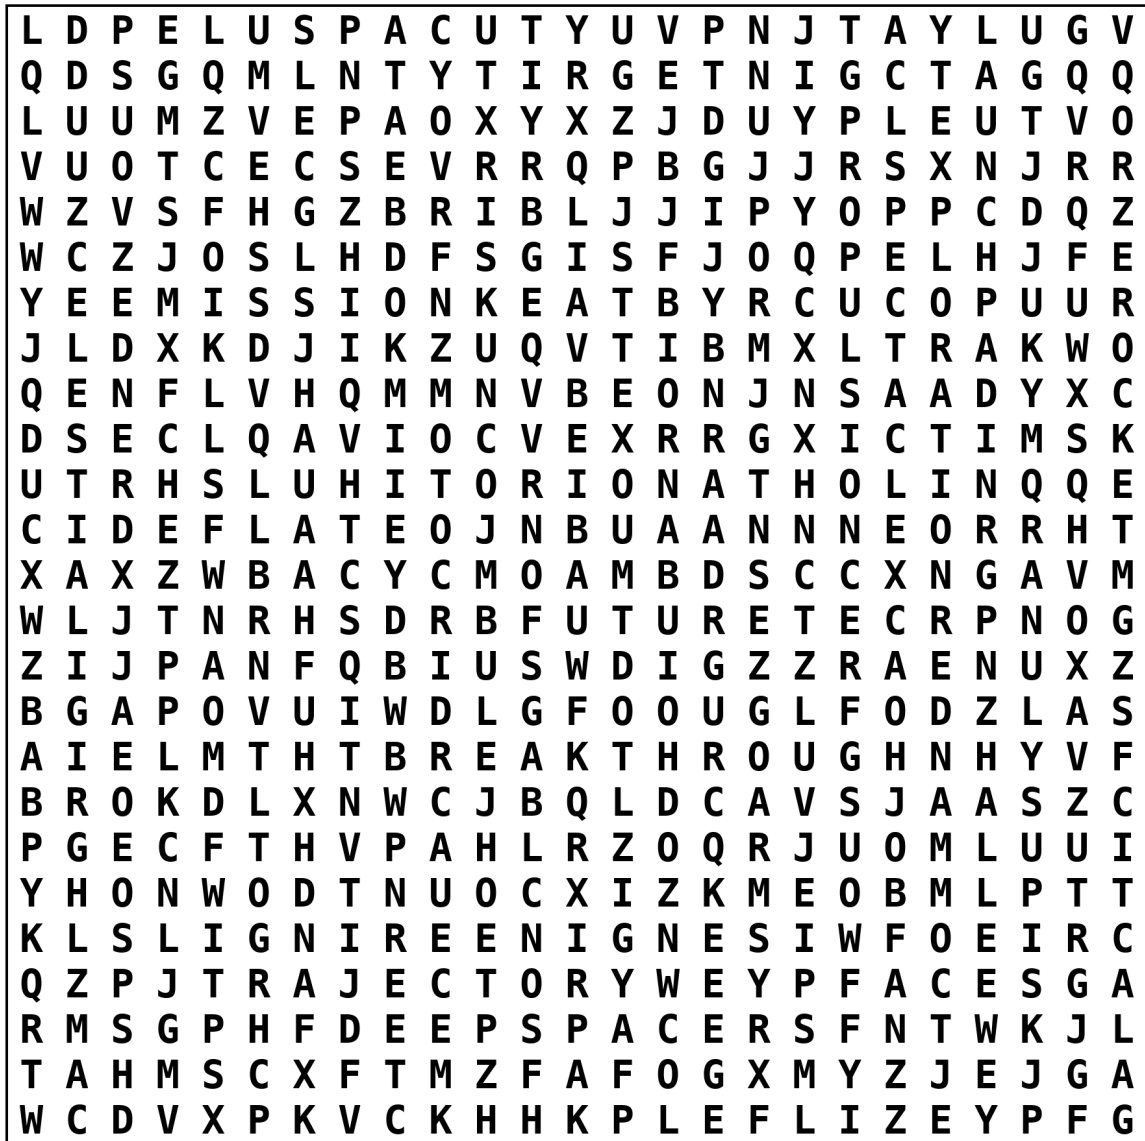 L D P E L U S P A C U T Y U V P N J T A Y L U G V
Q D S G Q M L N T Y T I R G E T N I G C T A G Q Q
L U U M Z V E P A O X Y X Z J D U Y P L E U T V O
V U O T C E C S E V R R Q P B G J J R S X N J R R
W Z V S F H G Z B R I B L J J I P Y O P P C D Q Z
W C Z J O S L H D F S G I S F J O Q P E L H J F E
Y E E M I S S I O N K E A T B Y R C U C O P U U R
J L D X K D J I K Z U Q V T I B M X L T R A K W O
Q E N F L V H Q M M N V B E O N J N S A A D Y X C
D S E C L Q A V I O C V E X R R G X I C T I M S K
U T R H S L U H I T O R I O N A T H O L I N Q Q E
C I D E F L A T E O J N B U A A N N N E O R R H T
X A X Z W B A C Y C M O A M B D S C C X N G A V M
W L J T N R H S D R B F U T U R E T E C R P N O G
Z I J P A N F Q B I U S W D I G Z Z R A E N U X Z
B G A P O V U I W D L G F O O U G L F O D Z L A S
A I E L M T H T B R E A K T H R O U G H N H Y V F
B R O K D L X N W C J B Q L D C A V S J A A S Z C
P G E C F T H V P A H L R Z O Q R J U O M L U U I
Y H O N W O D T N U O C X I Z K M E O B M L P T T
K L S L I G N I R E E N I G N E S I W F O E I R C
Q Z P J T R A J E C T O R Y W E Y P F A C E S G A
R M S G P H F D E E P S P A C E R S F N T W K J L
T A H M S C X F T M Z F A F O G X M Y Z J E J G A
W C D V X P K V C K H H K P L E F L I Z E Y P F G